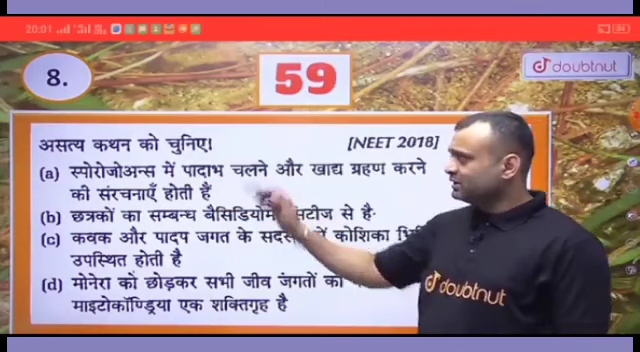 20:01
8.
59
doubtnut
असत्य कथन को चुनिए।
[NEET 2018]
(a) स्पोरोजोअन्स में पादाभ चलने और खाद्य ग्रहण करने
की संरचनाएँ होती हैं
(b) छत्रकों का सम्बन्ध बैसिडियोमे सटीज से है
(c) कवक और पादप जगत के सदस् में कोशिका
उपस्थित होती है
(d) मोनेरा को छोड़कर सभी जीव जगतों का
माइटोकॉण्ड्रिया एक शक्तिगृह है
doubtnut